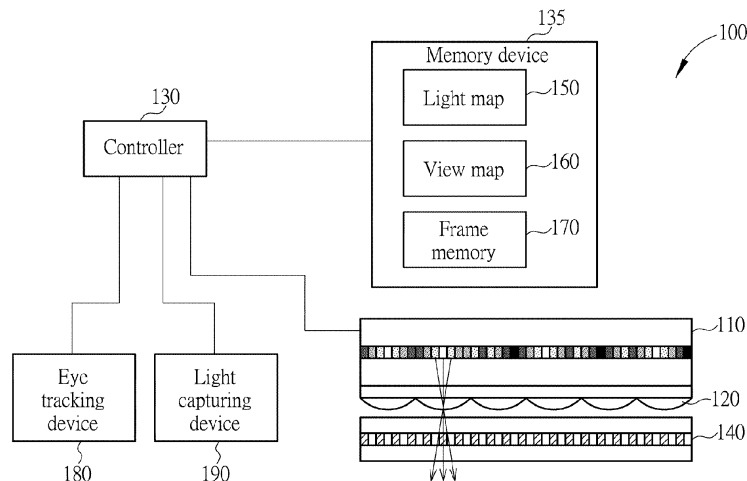 135
100
Memory device
Light map
150
130
Controller
View map
160
Frame
memory
170
110
Eye
tracking
device
180
Light
capturing
device
190
120
140